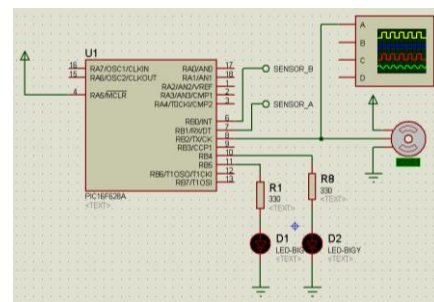 U1
16 RA7/OSC1/CLKIN RA0/AN0 17
15 RA6/OSC2/CLKOUT RA1/AN1 18
RA2/AN2/VREF 1
RA3/AN3/CMP1 2
4 RA5/MCLR RA4/T0CKI/CMP2 3
RB0/INT 6
RB1/RX/DT 7
RB2/TX/CK 8
RB3/CCP1 9
RB4 10
RB5 11
RB6/T1OSO/T1CKI 12
RB7/T1OSI 13
PIC16F628A
<TEXT>
SENSOR_B
SENSOR_A
A
B
C
D
R1
330
<TEXT>
R8
330
<TEXT>
D1
LED-BIG
<TEXT>
D2
LED-BIGY
<TEXT>